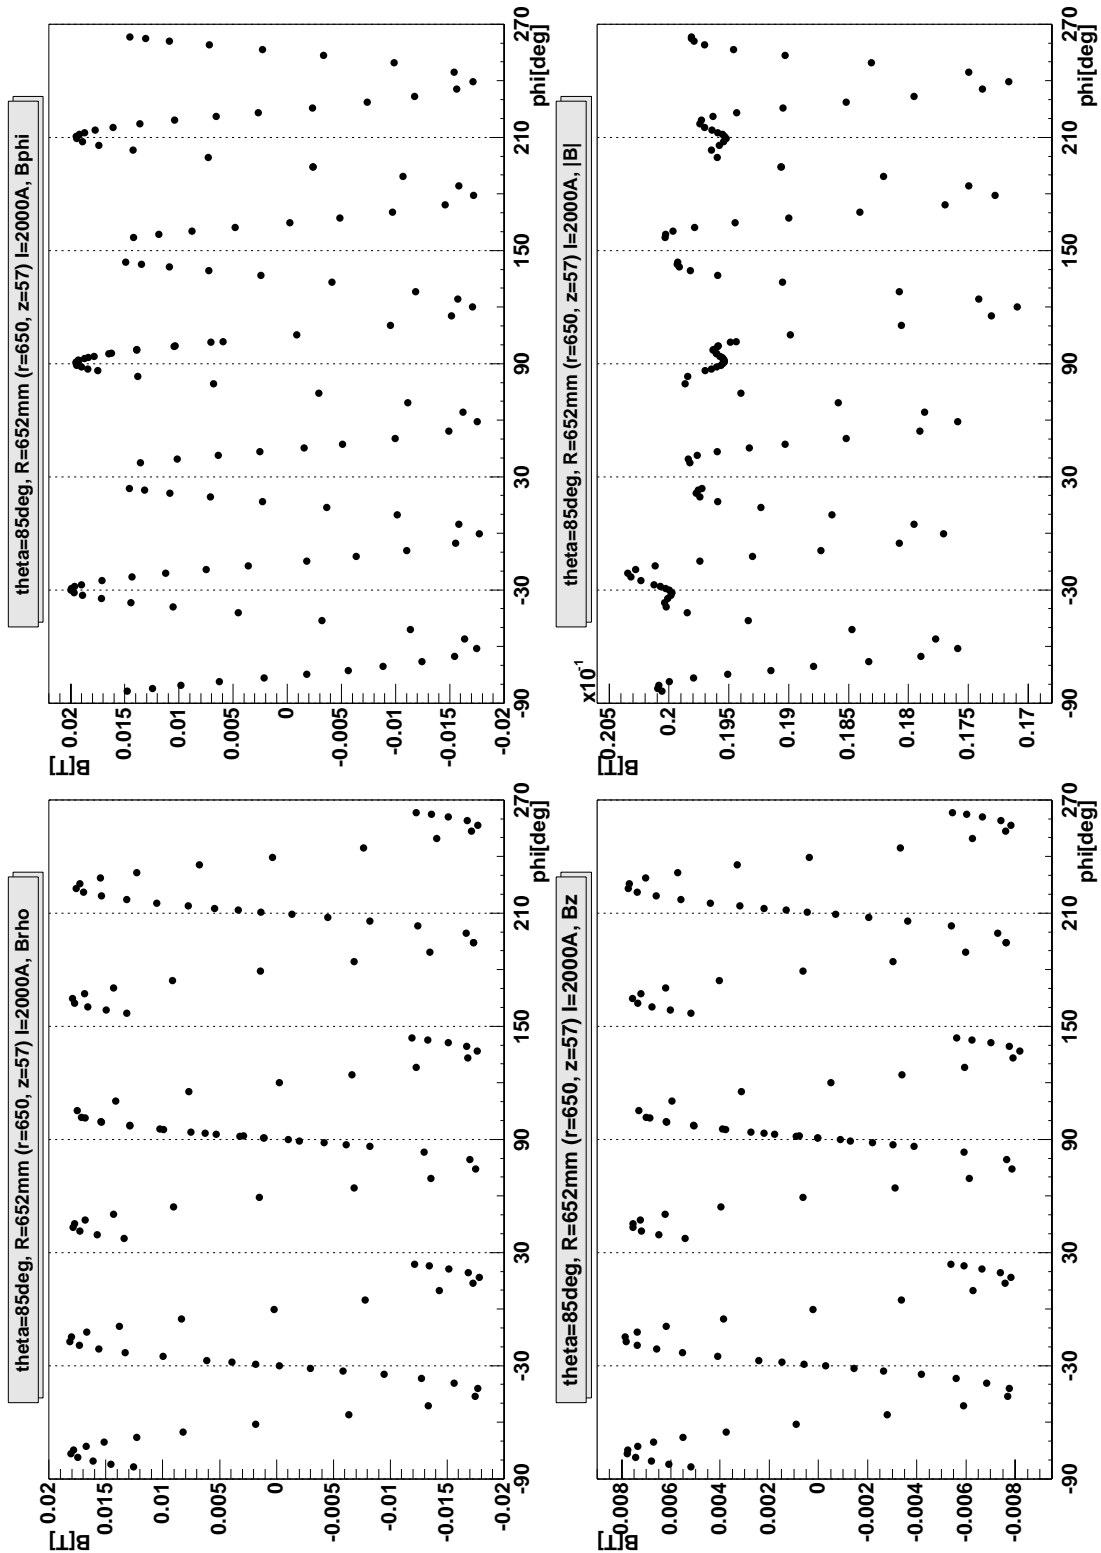 theta=85deg, R=652mm (r=650, z=57) I=2000A, Brho
B[T]
0.02
0.015
0.01
0.005
0
-0.005
-0.01
-0.015
-0.02
-90 -30 30 90 150 210 270
phi[deg]
theta=85deg, R=652mm (r=650, z=57) I=2000A, Bphi
B[T]
0.02
0.015
0.01
0.005
0
-0.005
-0.01
-0.015
-0.02
-90 -30 30 90 150 210 270
phi[deg]
theta=85deg, R=652mm (r=650, z=57) I=2000A, Bz
B[T]
0.008
0.006
0.004
0.002
0
-0.002
-0.004
-0.006
-0.008
-90 -30 30 90 150 210 270
phi[deg]
theta=85deg, R=652mm (r=650, z=57) I=2000A, |B|
x10⁻¹
B[T]
0.205
0.2
0.195
0.119
0.185
0.18
0.175
0.17
-90 -30 30 90 150 210 270
phi[deg]